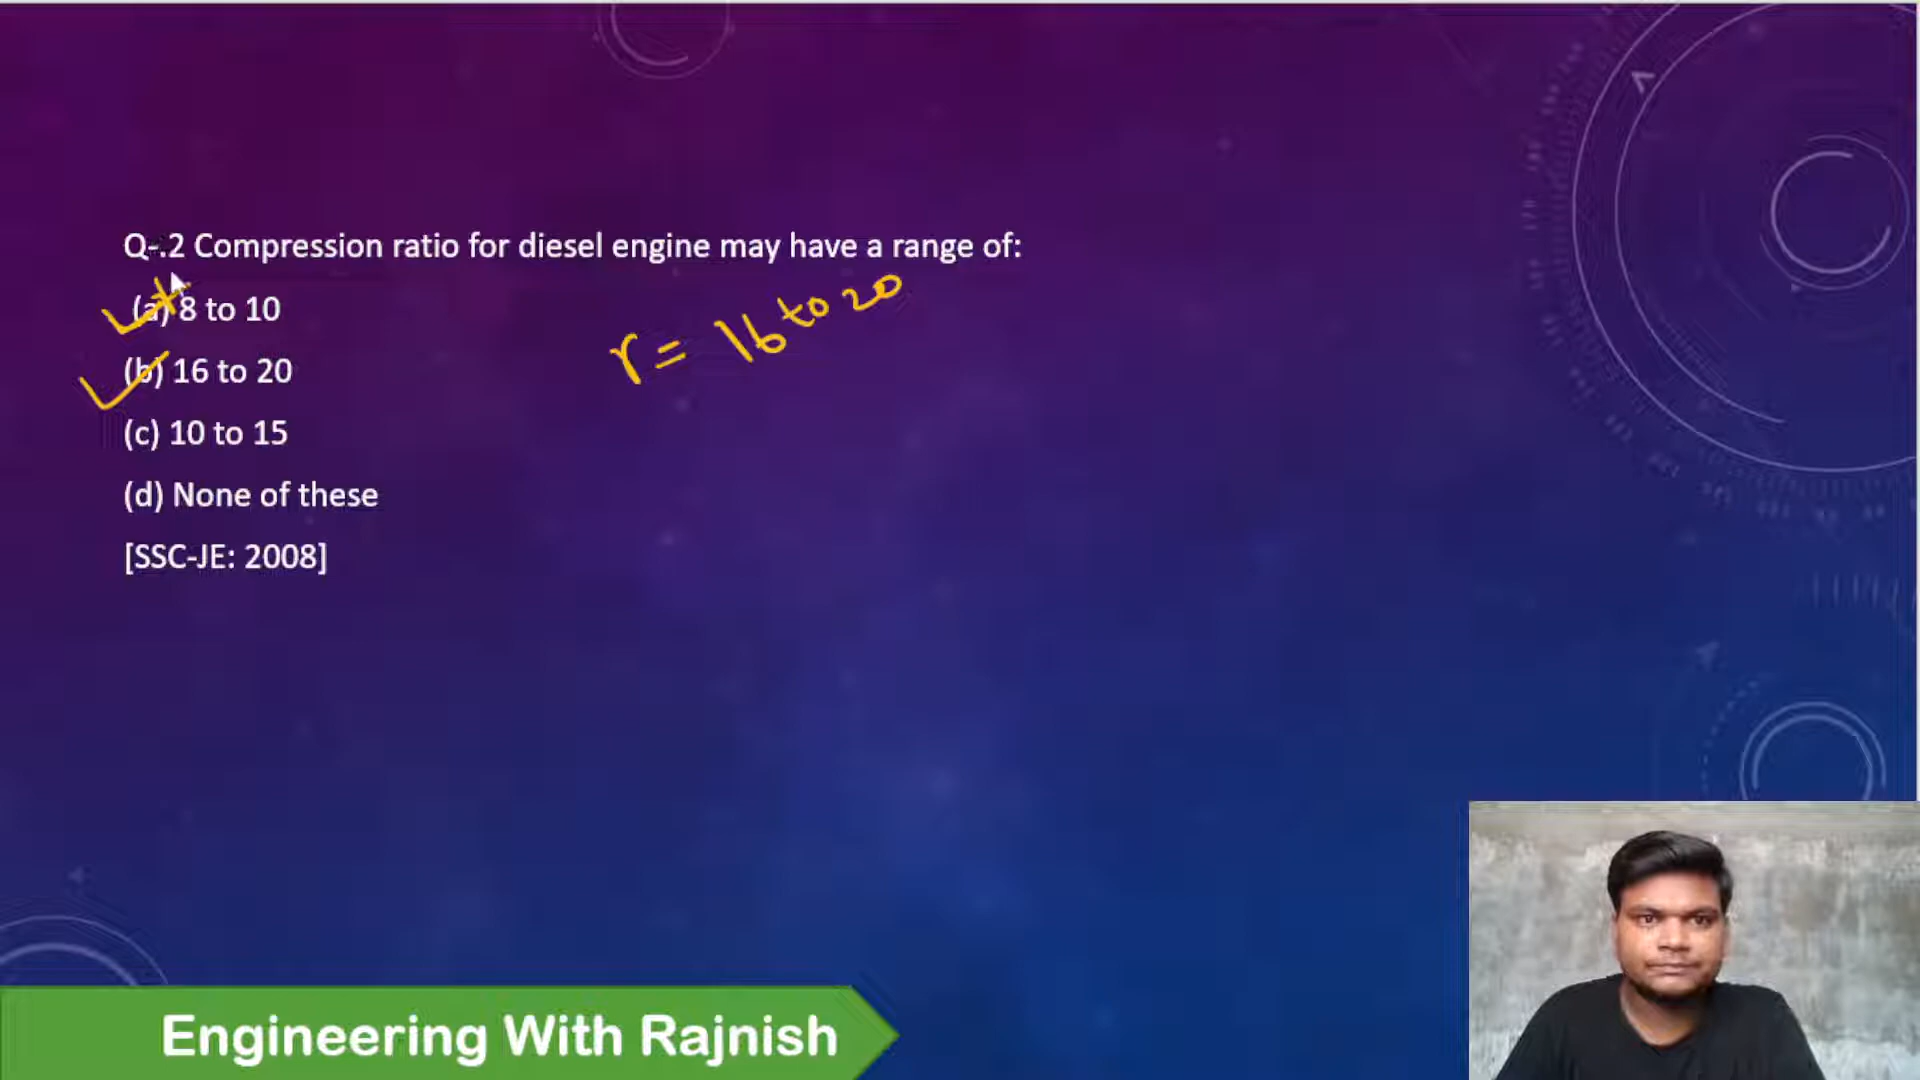 Q-.2 Compression ratio for diesel engine may have a range of:
(a) 8 to 10
r = 16 to 20
(b) 16 to 20
(c) 10 to 15
(d) None of these
[SSC-JE: 2008]
Engineering With Rajnish